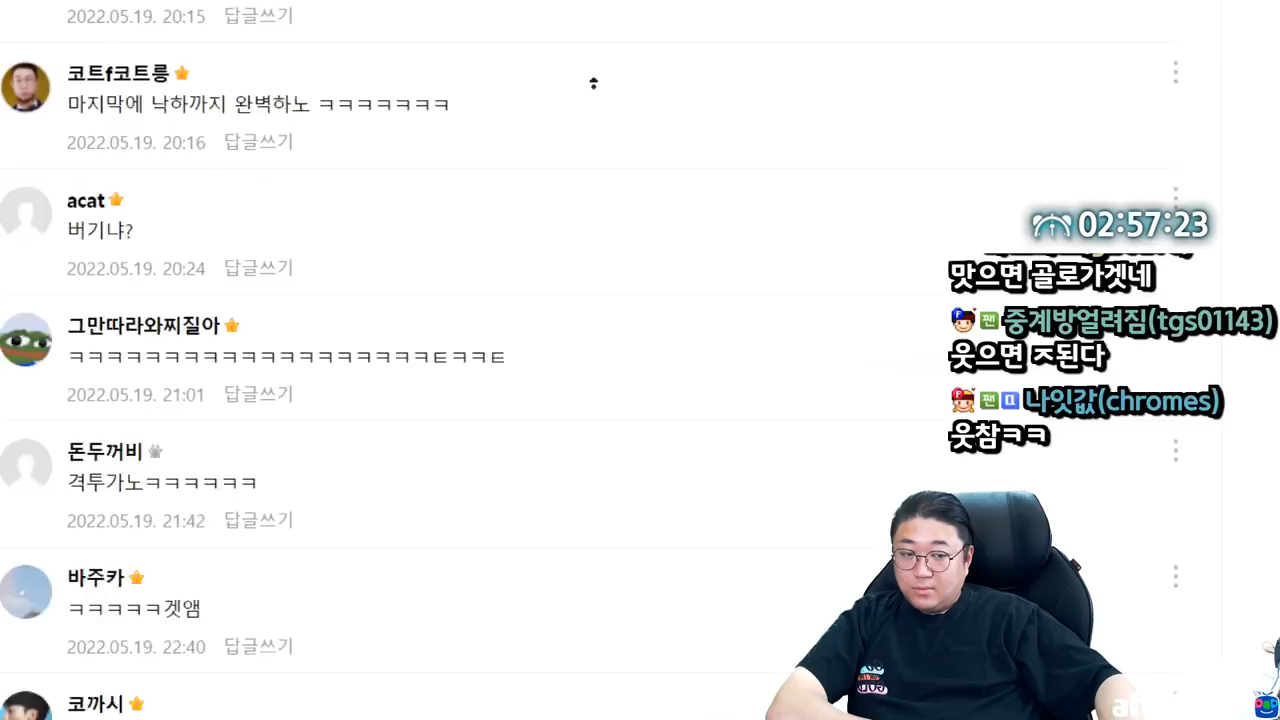 2022.05.19. 20:15 답글쓰기
코트f코트릉
마지막에 낙하까지 완벽하노 ㅋㅋㅋㅋㅋㅋㅋ
2022.05.19. 20:16 답글쓰기
acat
버기냐?
2022.05.19. 20:24 답글쓰기
그만따라와찌질아
ㅋㅋㅋㅋㅋㅋㅋㅋㅋㅋㅋㅋㅋㅋㅋㅋㅋㅋㅋㅌㅋㅋㅌ
2022.05.19. 21:01 답글쓰기
돈두꺼비
격투가노ㅋㅋㅋㅋㅋㅋ
2022.05.19. 21:42 답글쓰기
바주카
ㅋㅋㅋㅋㅋ겟앰
2022.05.19. 22:40 답글쓰기
코까시
02:57:23
맛으면 골로가겟네
F 팬 중계방얼려짐(tgs01143)
웃으면 ㅈ된다
F 팬 나잇값(chromes)
웃참ㅋㅋ